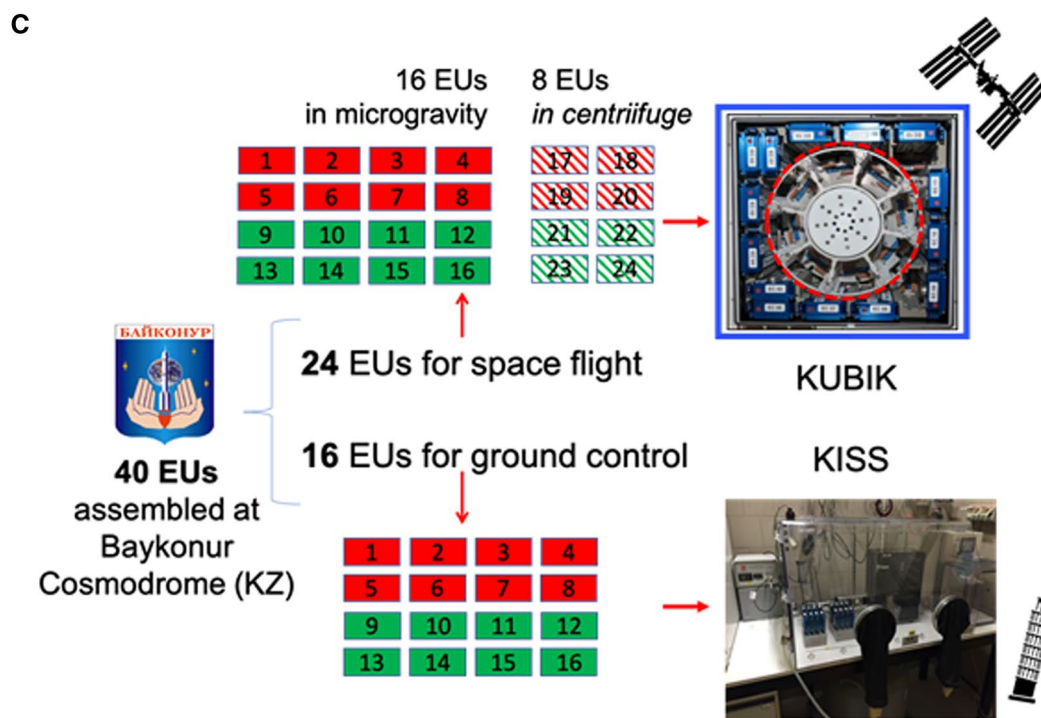 C
16 EUs
in microgravity
8 EUs
in centriifuge
1 2 3 4
5 6 7 8
9 10 11 12
13 14 15 16
17 18
19 20
21 22
23 24
БАЙКОНУР
24 EUs for space flight
KUBIK
16 EUs for ground control
KISS
40 EUs
assembled at
Baykonur
Cosmodrome (KZ)
1 2 3 4
5 6 7 8
9 10 11 12
13 14 15 16